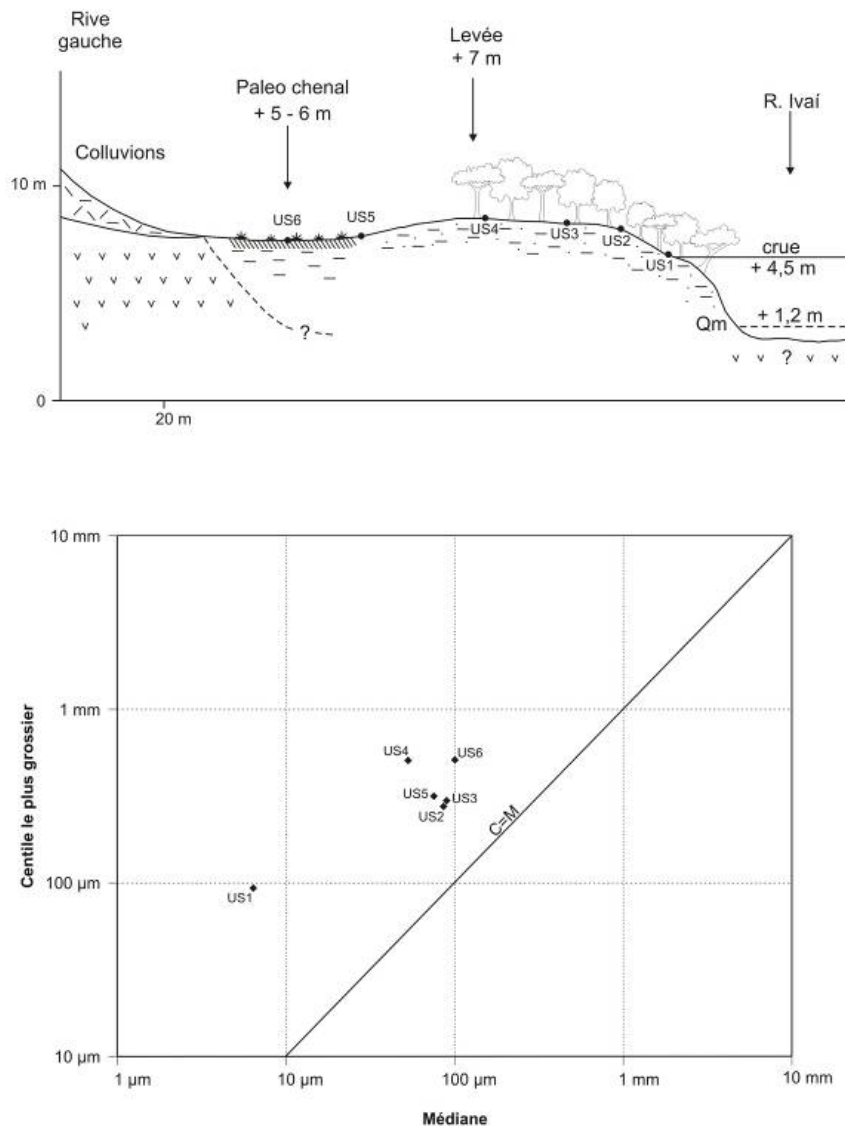 Rive
gauche
Levée
+ 7 m
Paleo chenal
+ 5 - 6 m
R. Ivaí
Colluvions
10 m
US6
US5
US4
US3
US2
US1
crue
+ 4,5 m
Qm
+ 1,2 m
?
?
0
20 m
10 mm
1 mm
100 µm
10 µm
Centile le plus grossier
US4
US6
US5
US3
US2
US1
C=M
1 µm
10 µm
100 µm
1 mm
10 mm
Médiane